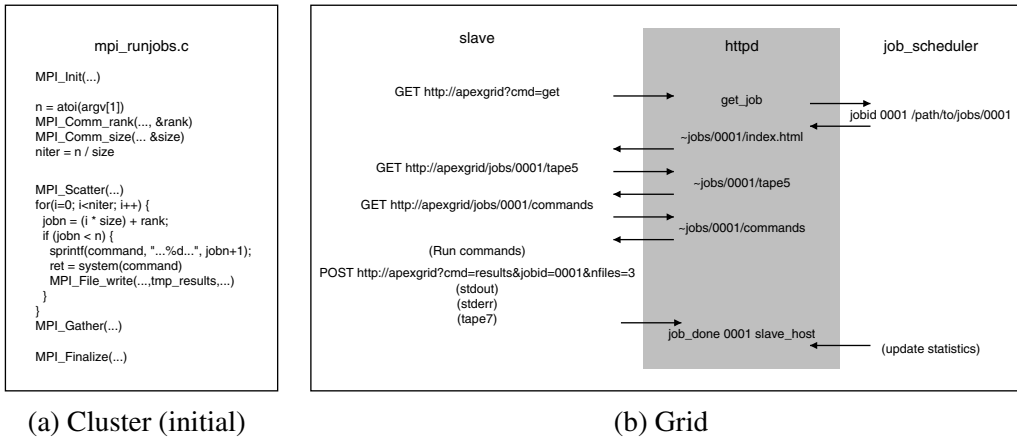 mpi_runjobs.c
MPI_Init(...)
n = atoi(argv[1])
MPI_Comm_rank(..., &rank)
MPI_Comm_size(... &size)
niter = n / size
MPI_Scatter(...)
for(i=0; i<niter; i++) {
jobn = (i * size) + rank;
if (jobn < n) {
sprintf(command, "...%d...", jobn+1);
ret = system(command)
MPI_File_write(...,tmp_results,...)
}
}
MPI_Gather(...)
MPI_Finalize(...)
(a) Cluster (initial)
slave httpd job_scheduler
GET http://apexgrid?cmd=get
get_job
jobid 0001 /path/to/jobs/0001
~jobs/0001/index.html
GET http://apexgrid/jobs/0001/tape5
~jobs/0001/tape5
GET http://apexgrid/jobs/0001/commands
~jobs/0001/commands
(Run commands)
POST http://apexgrid?cmd=results&jobid=0001&nfiles=3
(stdout)
(stderr)
(tape7)
job_done 0001 slave_host
(update statistics)
(b) Grid